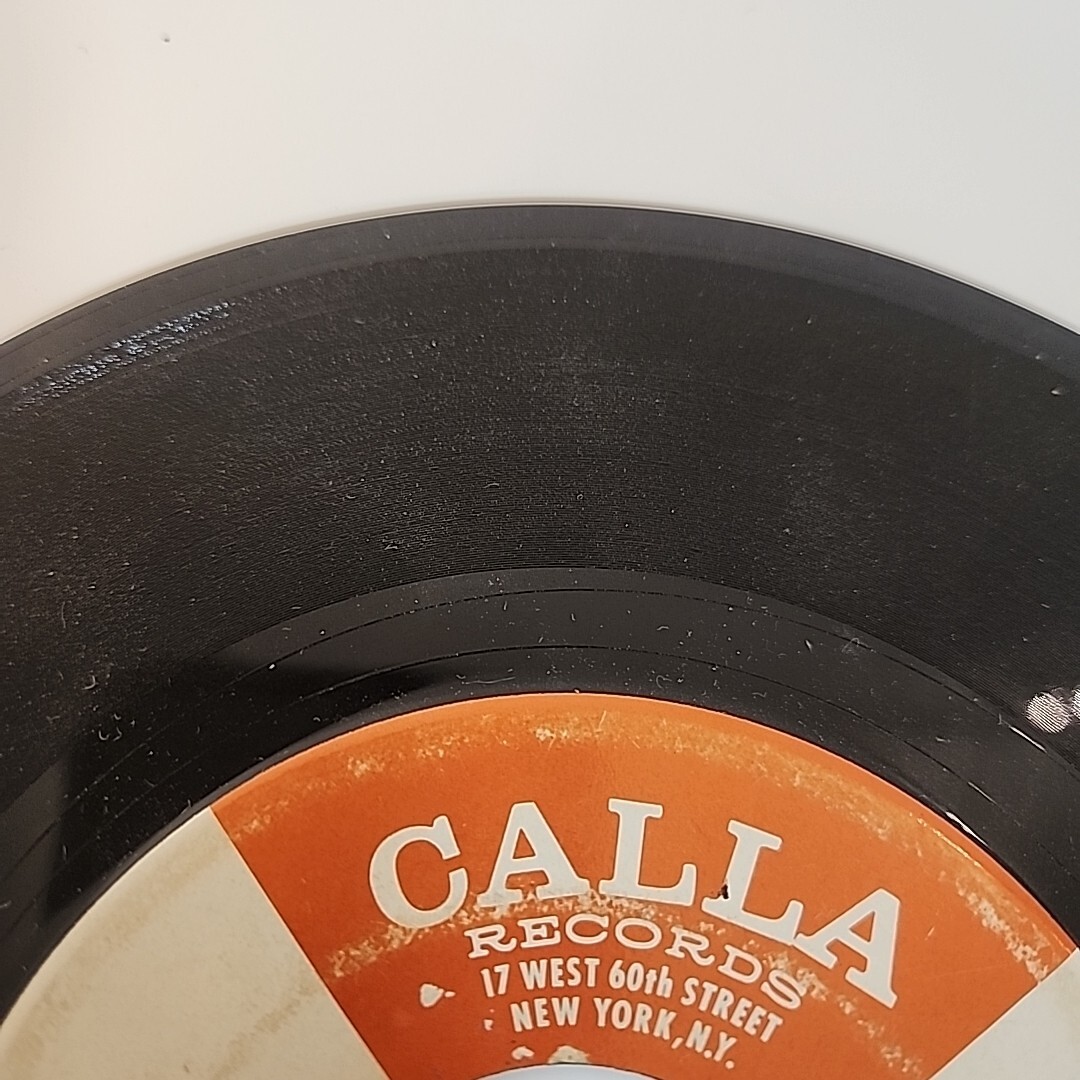 CALLA
RECORDS
17 WEST 60th STREET
NEW YORK, N.Y.